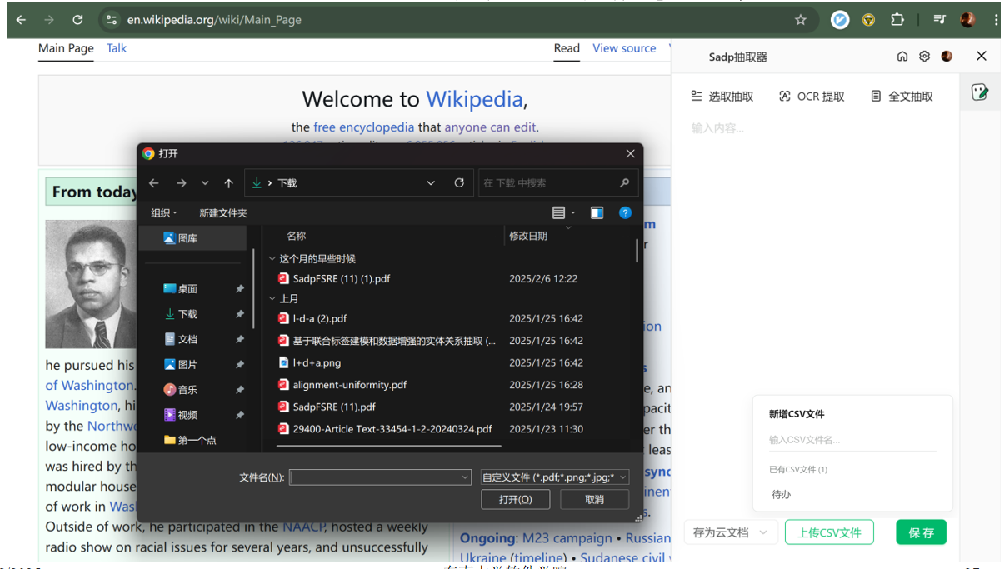 en.wikipedia.org/wiki/Main_Page
Main Page Talk
Read View source
Welcome to Wikipedia,
the free encyclopedia that anyone can edit.
From today
he pursued his
of Washington.
Washington, hi
by the Northwe
low-income ho
was hired by th
modular house
of work in Was
Outside of work, he participated in the NAACP, hosted a weekly
radio show on racial issues for several years, and unsuccessfully
打开
下载
在 下载 中搜索
组织 新建文件夹
图库
桌面
下载
文档
图片
音乐
视频
第一个点
名称 修改日期
这个月的早些时候
SadpFSRE (11) (1).pdf 2025/2/6 12:22
上月
l-d-a (2).pdf 2025/1/25 16:42
基于联合标签建模和数据增强的实体关系抽取 (... 2025/1/25 16:42
l+d+a.png 2025/1/25 16:42
alignment-uniformity.pdf 2025/1/25 16:28
SadpFSRE (11).pdf 2025/1/24 19:57
29400-Article Text-33454-1-2-20240324.pdf 2025/1/23 11:30
文件名(N):
自定义文件 (*.pdf;*.png;*.jpg;*
打开(O) 取消
m
r
ion
s
e, an
pacit
er th
leas
sync
inen
s.
Ongoing: M23 campaign • Russian
Ukraine (timeline) • Sudanese civil
Sadp抽取器
选取抽取 OCR 提取 全文抽取
输入内容...
新增CSV文件
输入CSV文件名...
已有CSV文件 (1)
待办
存为云文档 上传CSV文件 保存